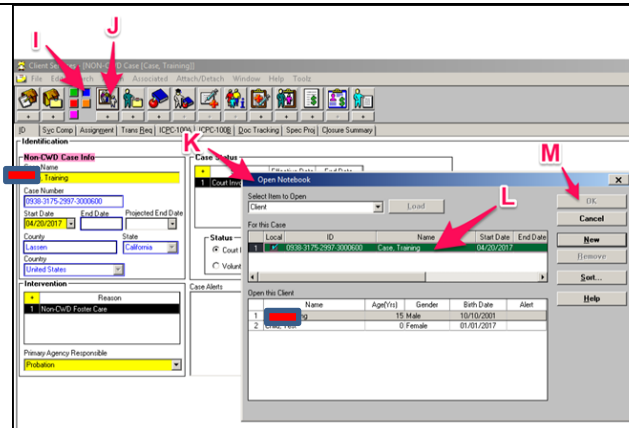 I
J
Client Services - [NON-CWD Case [Case, Training]]
File Edit Search Action Associated Attach/Detach Window Help Toolz
ID Svc Comp Assignment Trans Req ICPC-100A ICPC-100B Doc Tracking Spec Proj Closure Summary
K
M
Identification
Non-CWD Case Info
Case Status
Name
, Training
Effective Date End Date
1 Court
Case Number
0938-3175-2997-3000600
Start Date End Date Projected End Date
04/20/2017
County State
Lassen California
Country
United States
Status
Court
Volunt
Intervention
Reason
1 Non-CWD Foster Care
Case Alerts
Primary Agency Responsible
Probation
Open Notebook
Select Item to Open
Client Load
L
For this Case
Local ID Name Start Date End Date
1 0938-3175-2997-3000600 Case, Training 04/20/2017
Open this Client
Name Age(Yrs) Gender Birth Date Alert
1 15 Male 10/10/2001
2 Child, Test 0 Female 01/01/2017
OK
Cancel
New
Remove
Sort...
Help